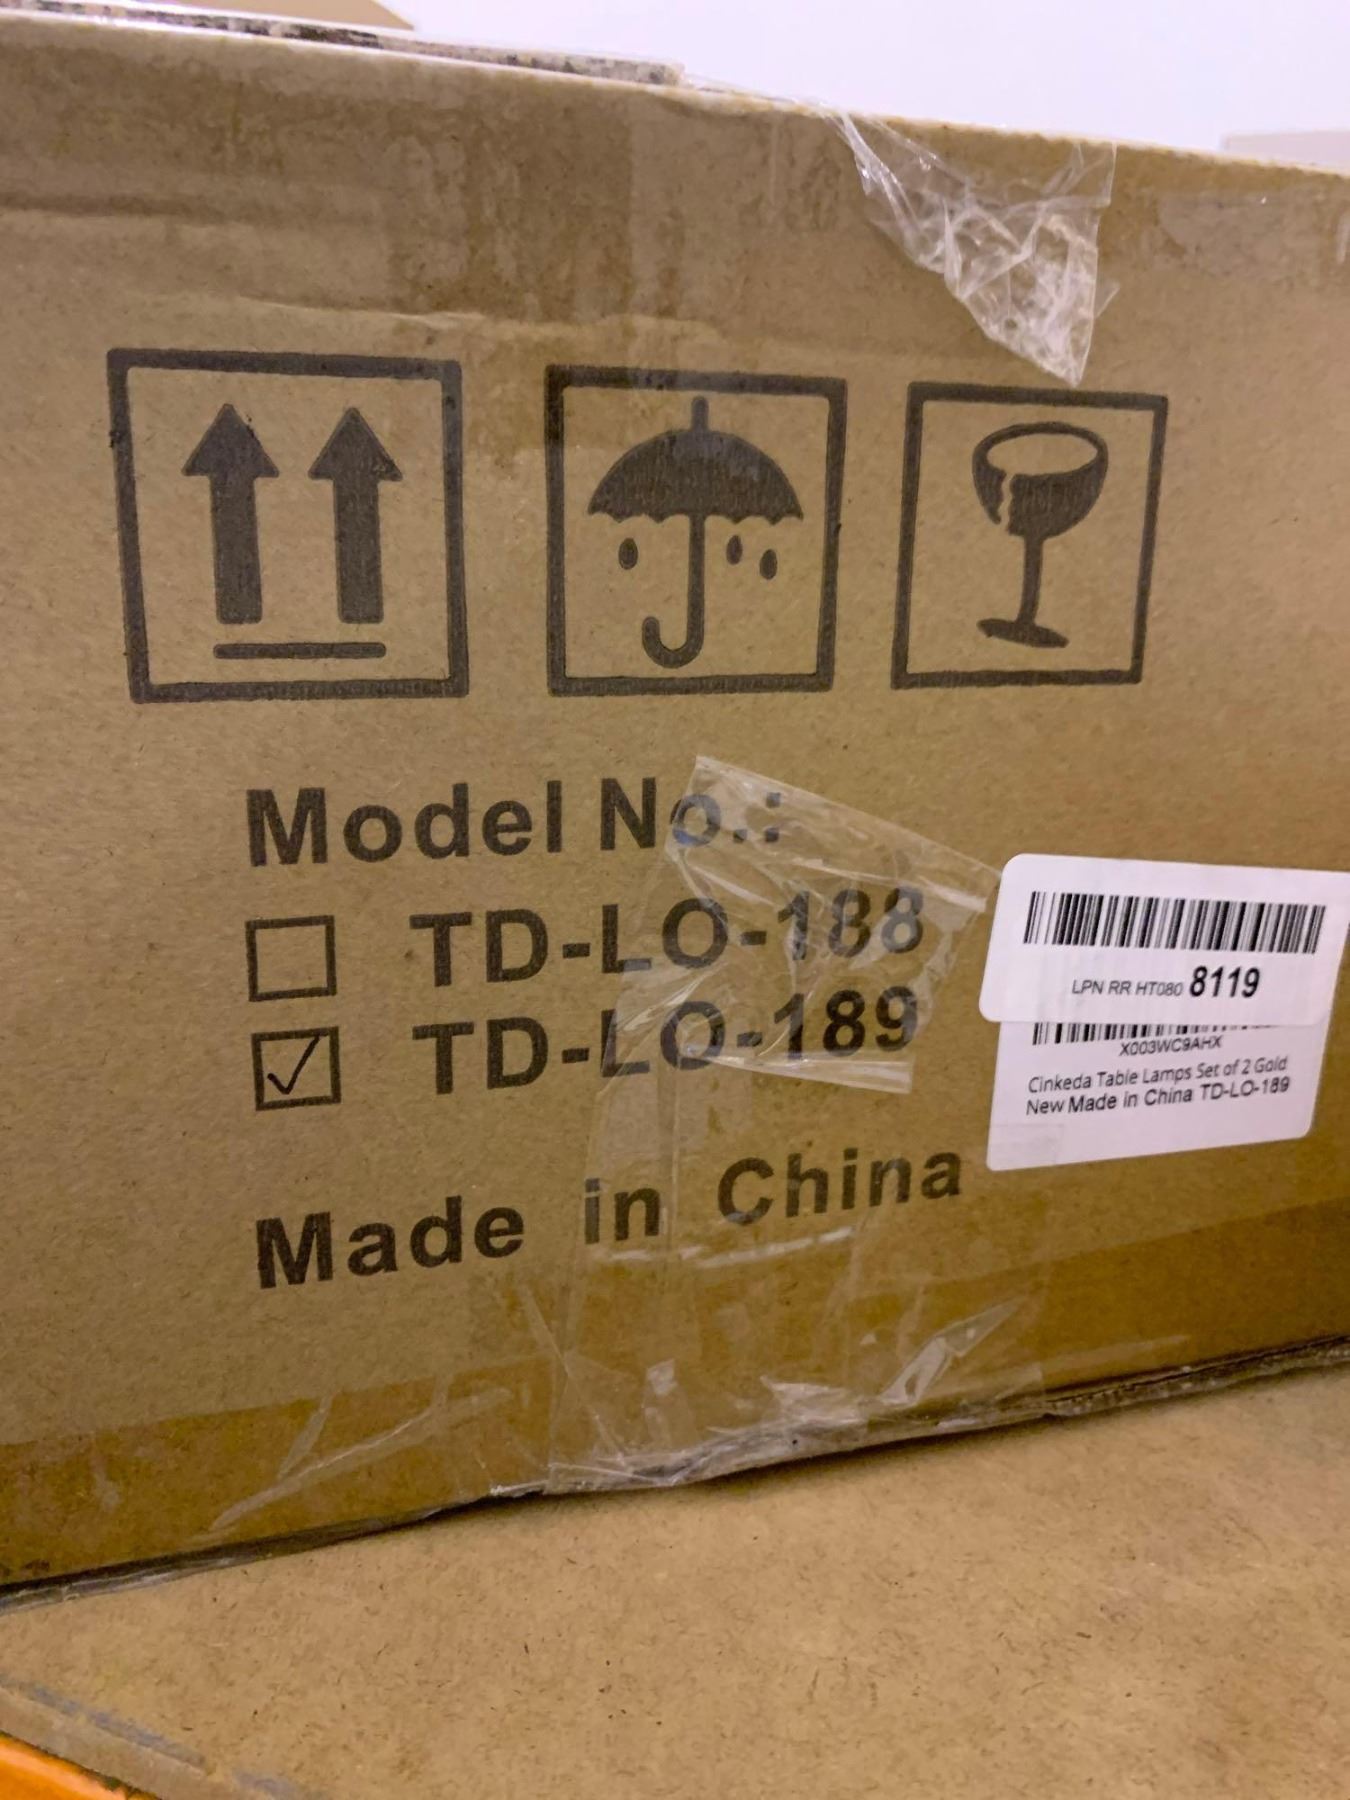 Model No.:
TD-LO-188
TD-LO-189
Made in China
LPN RR HT080 8119
X003WC9AHX
Cinkeda Table Lamps Set of 2 Gold
New Made in China TD-LO-189